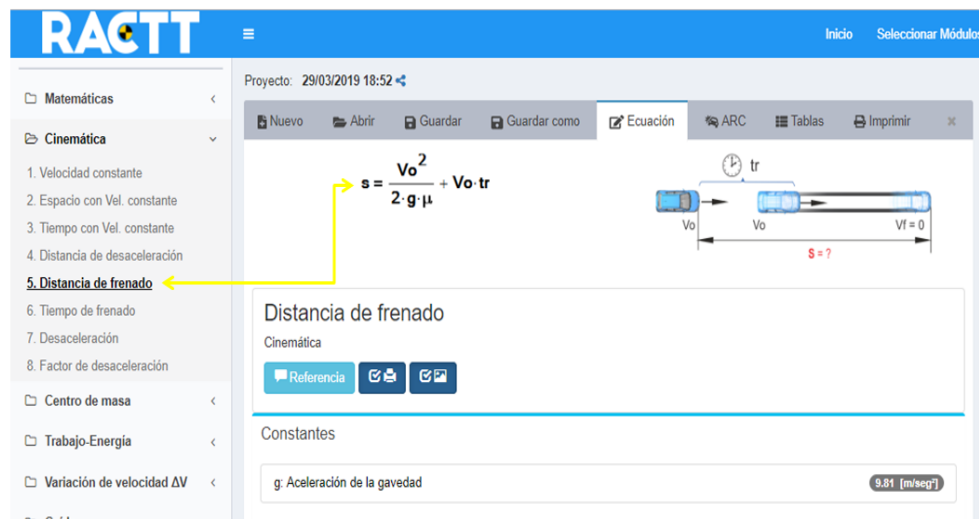 RACTT
Inicio Seleccionar Módulos
Proyecto: 29/03/2019 18:52
Matemáticas
Cinemática
1. Velocidad constante
2. Espacio con Vel. constante
3. Tiempo con Vel. constante
4. Distancia de desaceleración
5. Distancia de frenado
6. Tiempo de frenado
7. Desaceleración
8. Factor de desaceleración
Centro de masa
Trabajo-Energía
Variación de velocidad ΔV
Nuevo Abrir Guardar Guardar como Ecuación ARC Tablas Imprimir ×
s = Vo² / 2·g·μ + Vo·tr
tr
Vo Vo Vf = 0
S = ?
Distancia de frenado
Cinemática
Referencia
Constantes
g: Aceleración de la gavedad 9.81 [m/seg²]